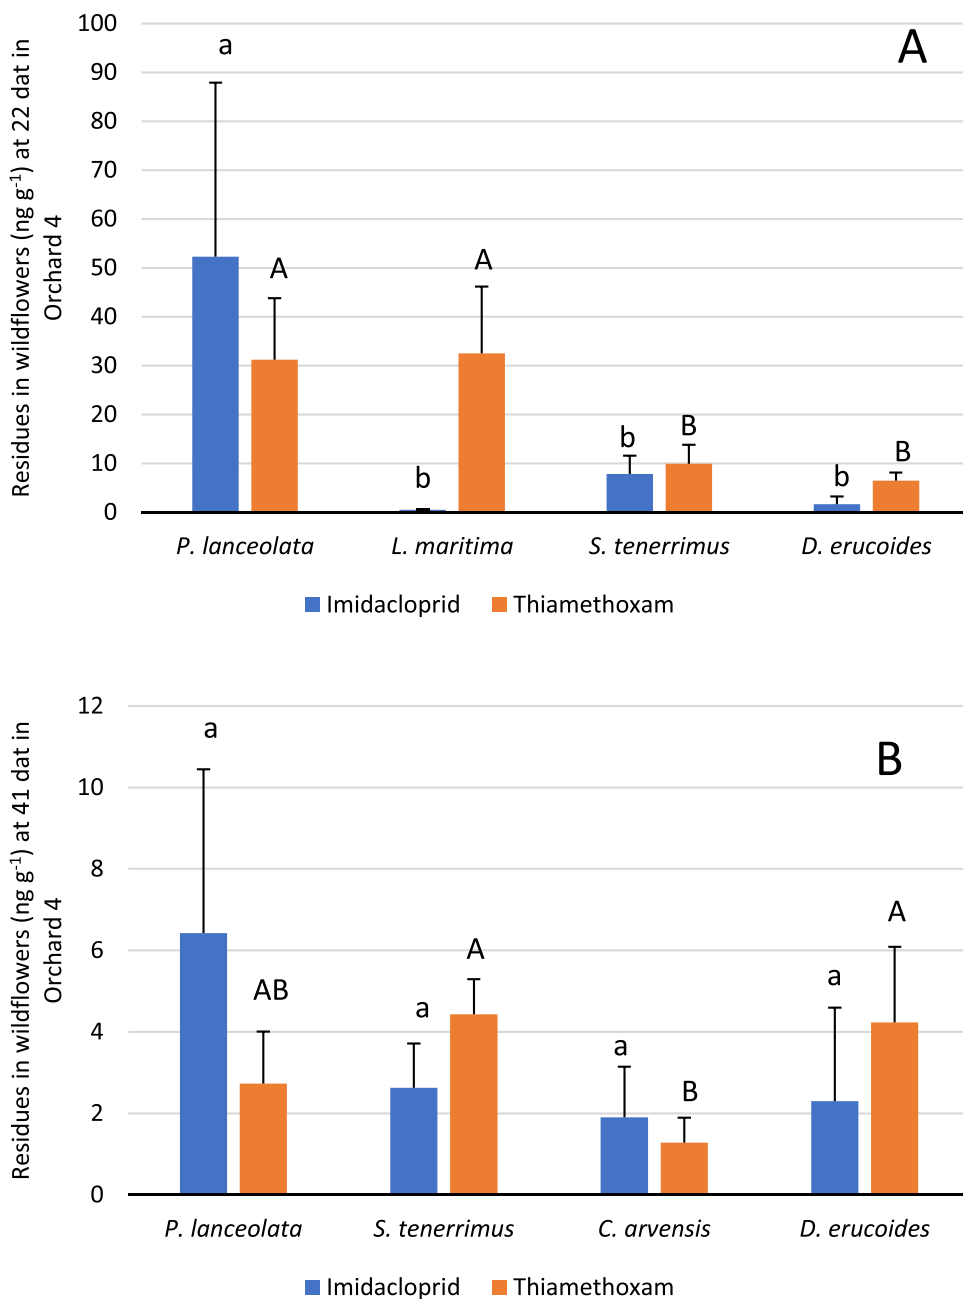 Residues in wildflowers (ng g⁻¹) at 22 dat in
Orchard 4
100
90
80
70
60
50
40
30
20
10
0
A
a
A
b
A
b
B
b
B
P. lanceolata
L. maritima
S. tenerrimus
D. erucoides
Imidacloprid
Thiamethoxam
Residues in wildflowers (ng g⁻¹) at 41 dat in
Orchard 4
12
10
8
6
4
2
0
B
a
AB
a
A
a
B
a
A
P. lanceolata
S. tenerrimus
C. arvensis
D. erucoides
Imidacloprid
Thiamethoxam